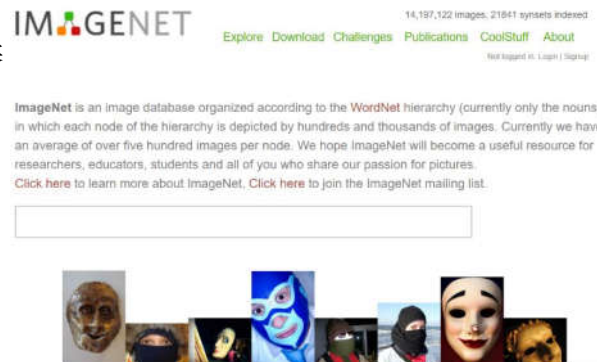 IMAGENET
14,197,122 images, 21841 synsets indexed
Explore Download Challenges Publications CoolStuff About
Not logged in. Login | Signup
ImageNet is an image database organized according to the WordNet hierarchy (currently only the nouns
in which each node of the hierarchy is depicted by hundreds and thousands of images. Currently we have
an average of over five hundred images per node. We hope ImageNet will become a useful resource for
researchers, educators, students and all of you who share our passion for pictures.
Click here to learn more about ImageNet, Click here to join the ImageNet mailing list.